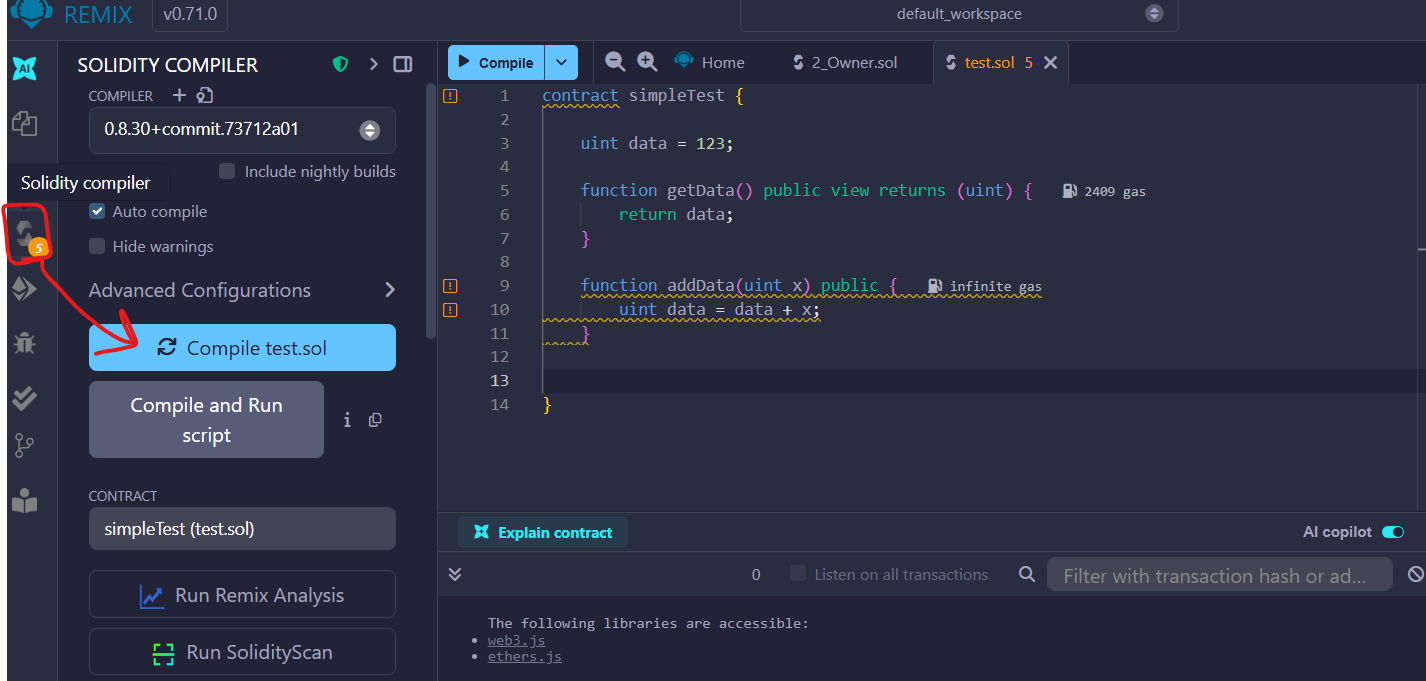 REMIX
v0.71.0
default_workspace
AI
SOLIDITY COMPILER
COMPILER
0.8.30+commit.73712a01
Include nightly builds
Solidity compiler
Auto compile
5
Hide warnings
Advanced Configurations
Compile test.sol
Compile and Run
script
i
CONTRACT
simpleTest (test.sol)
Run Remix Analysis
Run SolidityScan
Compile
Home
2_Owner.sol
test.sol 5
1 contract simpleTest {
2
3 uint data = 123;
4
5 function getData() public view returns (uint) { 2409 gas
6 return data;
7 }
8
9 function addData(uint x) public { infinite gas
10 uint data = data + x;
11 }
12
13
14 }
Explain contract
AI copilot
0
Listen on all transactions
Filter with transaction hash or ad...
The following libraries are accessible:
• web3.js
• ethers.js